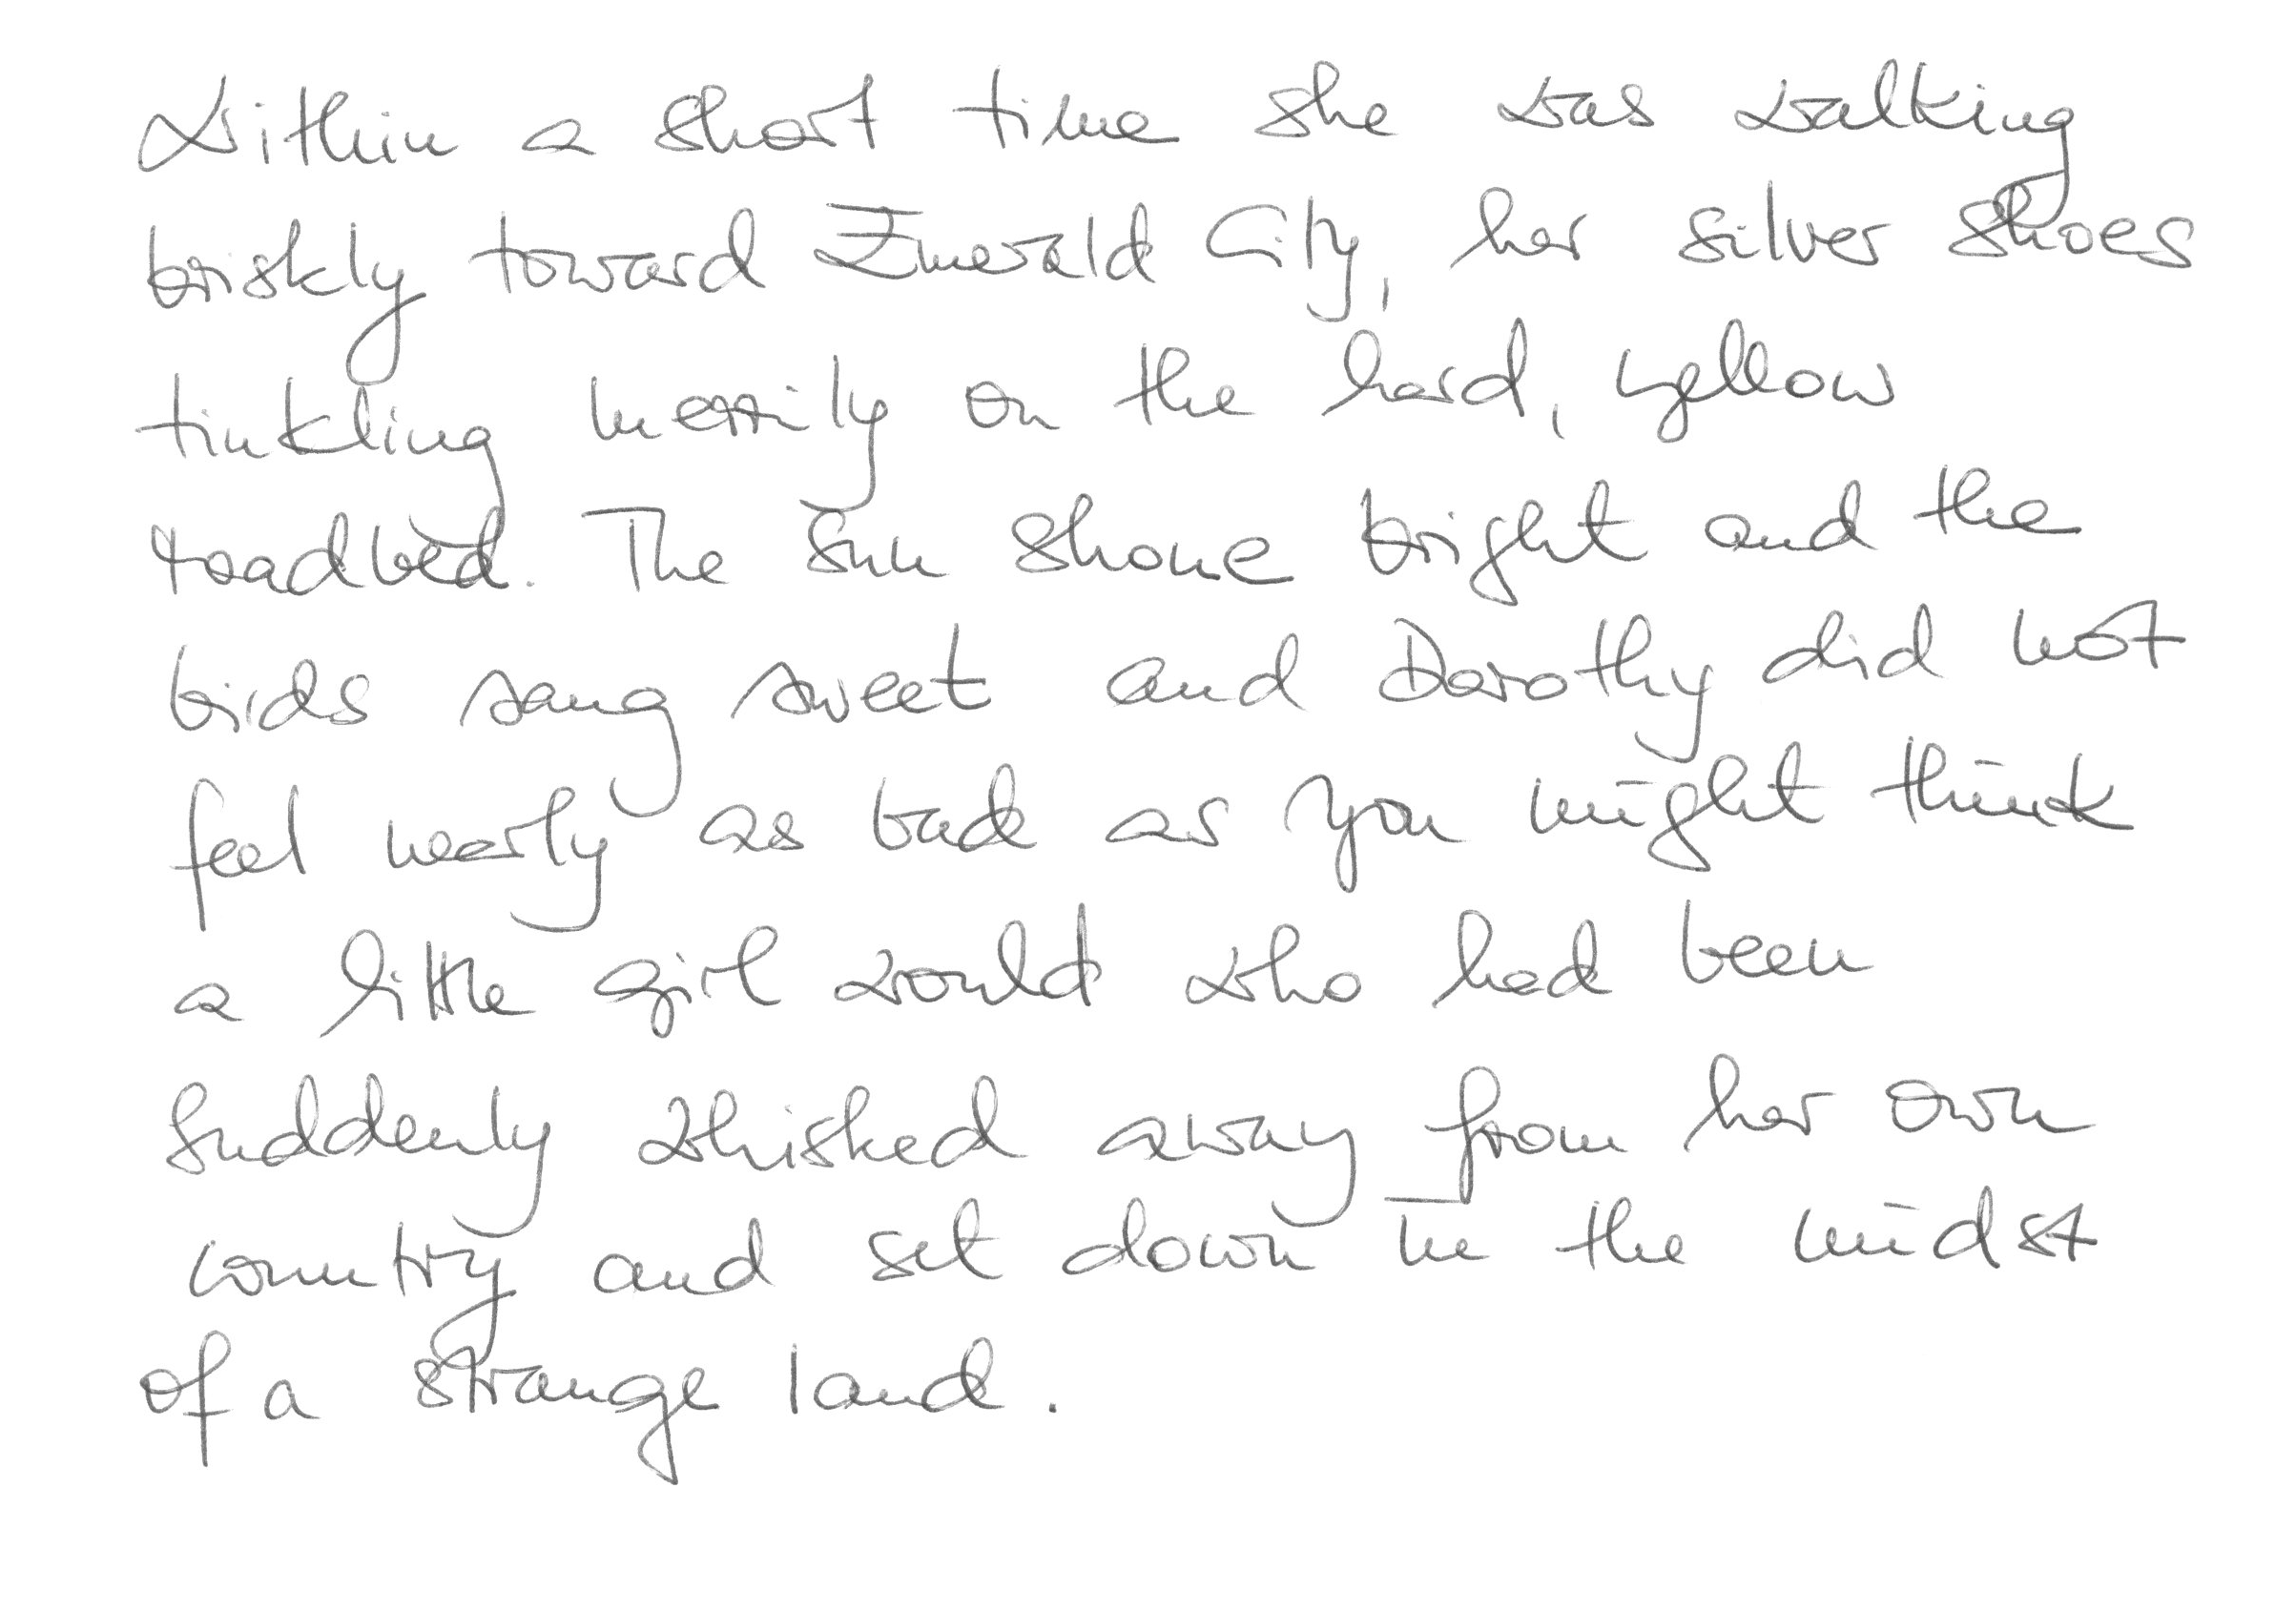 Within a short time she was walking
briskly toward Emerald City, her silver shoes
tinkling merrily on the hard, yellow
roadbed. The sun shone bright and the
birds sang sweet and Dorothy did not
feel nearly as bad as you might think
a little girl would who had been
suddenly whisked away from her own
country and set down in the midst
of a strange land.